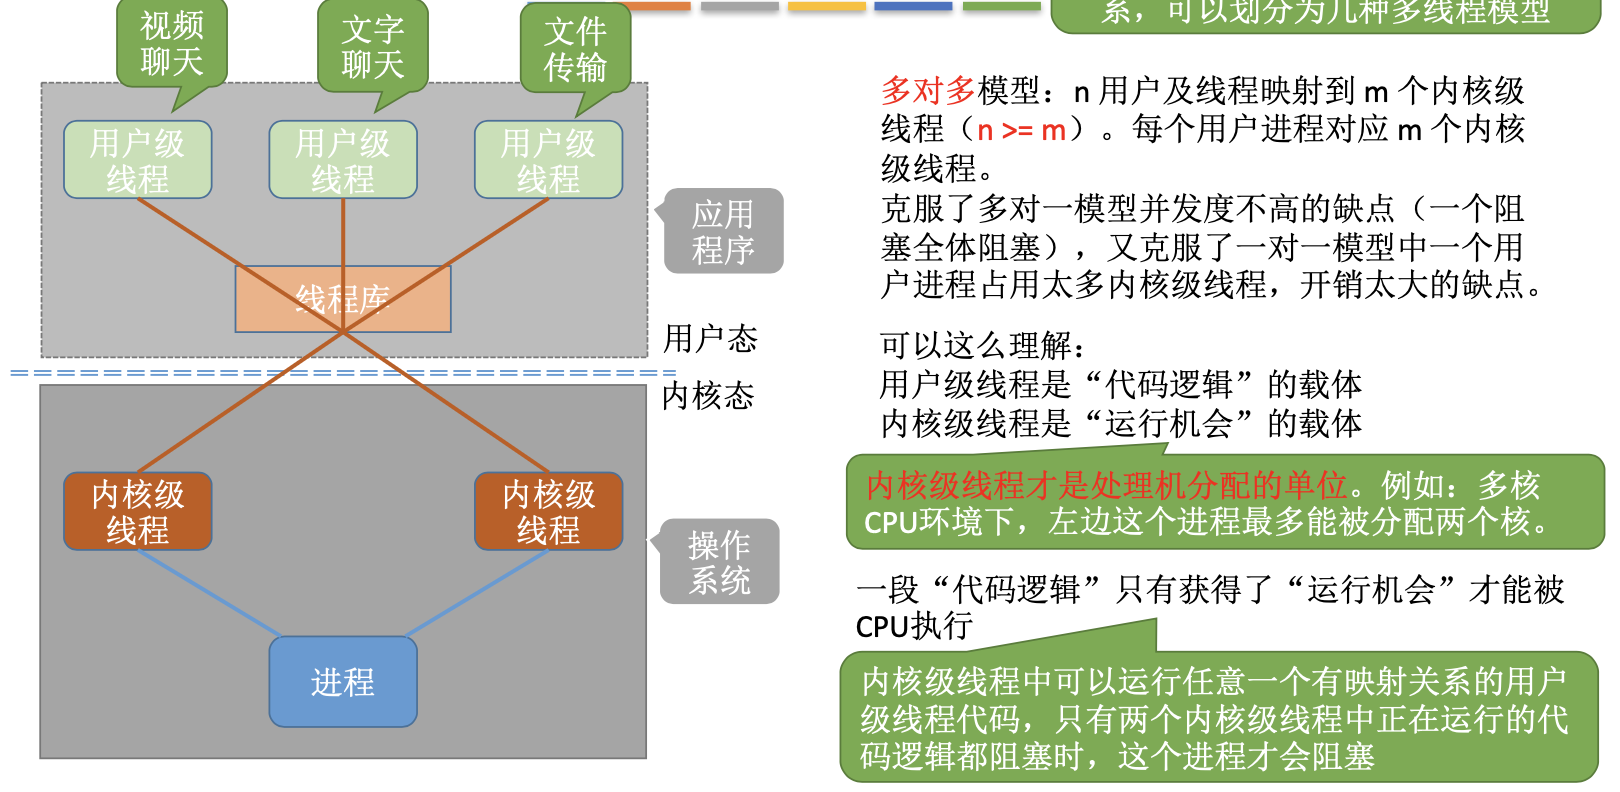 系，可以划分为几种多线程模型
视频
聊天
文字
聊天
文件
传输
用户级
线程
用户级
线程
用户级
线程
线程库
应用
程序
用户态
内核态
内核级
线程
内核级
线程
操作
系统
进程
多对多模型：n 用户及线程映射到 m 个内核级
线程（n >= m）。每个用户进程对应 m 个内核
级线程。
克服了多对一模型并发度不高的缺点（一个阻
塞全体阻塞），又克服了一对一模型中一个用
户进程占用太多内核级线程，开销太大的缺点。
可以这么理解：
用户级线程是“代码逻辑”的载体
内核级线程是“运行机会”的载体
内核级线程才是处理机分配的单位。例如：多核
CPU环境下，左边这个进程最多能被分配两个核。
一段“代码逻辑”只有获得了“运行机会”才能被
CPU执行
内核级线程中可以运行任意一个有映射关系的用户
级线程代码，只有两个内核级线程中正在运行的代
码逻辑都阻塞时，这个进程才会阻塞